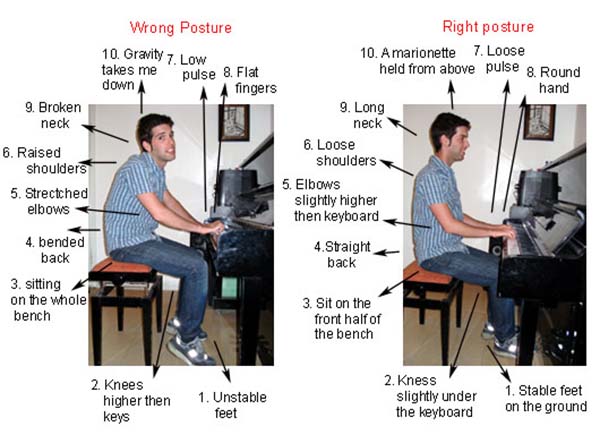 Wrong Posture
10. Gravity
takes me
down
7. Low
pulse
8. Flat
fingers
9. Broken
neck
6. Raised
shoulders
5. Stretched
elbows
4. bended
back
3. sitting
on the whole
bench
2. Knees
higher then
keys
1. Unstable
feet
Right posture
10. A marionette
held from above
7. Loose
pulse
8. Round
hand
9. Long
neck
6. Loose
shoulders
5. Elbows
slightly higher
then keyboard
4.Straight
back
3. Sit on the
front half of
the bench
2. Kness
slightly under
the keyboard
1. Stable feet
on the ground